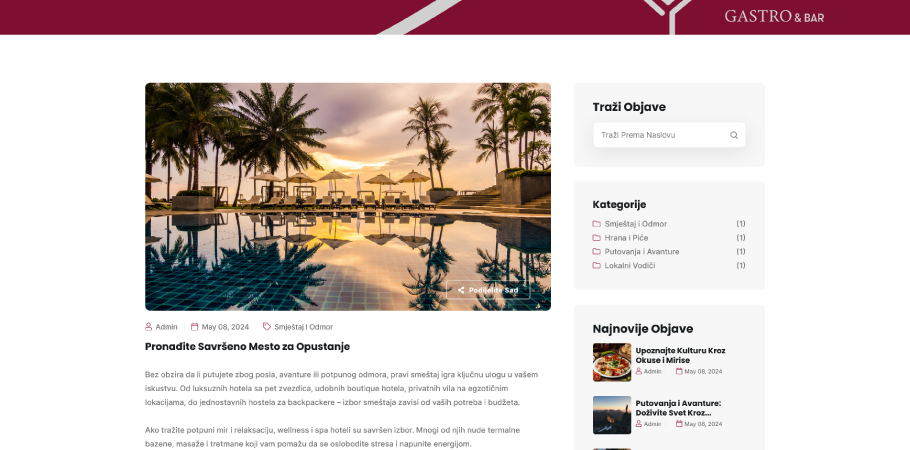 GASTRO & BAR
Podijelite Sad
Admin May 08, 2024 Smještaj I Odmor
Pronađite Savršeno Mesto za Opustanje
Bez obzira da li putujete zbog posla, avanture ili potpunog odmora, pravi smeštaj igra ključnu ulogu u vašem
iskustvu. Od luksuznih hotela sa pet zvezdica, udobnih boutique hotela, privatnih vila na egzotičnim
lokacijama, do jednostavnih hostela za backpackere – izbor smeštaja zavisi od vaših potreba i budžeta.
Ako tražite potpuni mir i relaksaciju, wellness i spa hoteli su savršen izbor. Mnogi od njih nude termalne
bazene, masaže i tretmane koji vam pomažu da se oslobodite stresa i napunite energijom.
Traži Objave
Traži Prema Naslovu
Kategorije
Smještaj i Odmor (1)
Hrana i Piće (1)
Putovanja i Avanture (1)
Lokalni Vodiči (1)
Najnovije Objave
Upoznajte Kulturu Kroz
Okuse i Mirise
Admin May 08, 2024
Putovanja i Avanture:
Doživite Svet Kroz...
Admin May 08, 2024